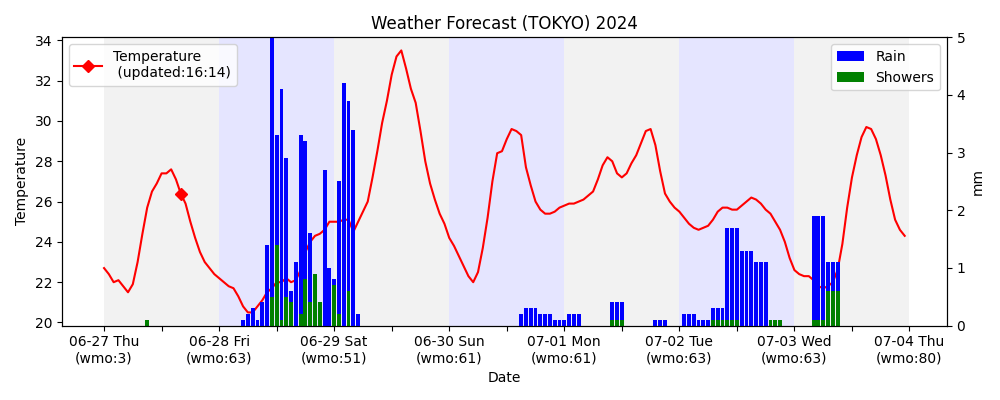 Weather Forecast (TOKYO) 2024
Temperature
(updated:16:14)
Rain
Showers
Temperature
34
32
30
28
26
24
22
20
5
4
3
2
1
0
mm
06-27 Thu
(wmo:3)
06-28 Fri
(wmo:63)
06-29 Sat
(wmo:51)
06-30 Sun
(wmo:61)
07-01 Mon
(wmo:61)
07-02 Tue
(wmo:63)
07-03 Wed
(wmo:63)
07-04 Thu
(wmo:80)
Date